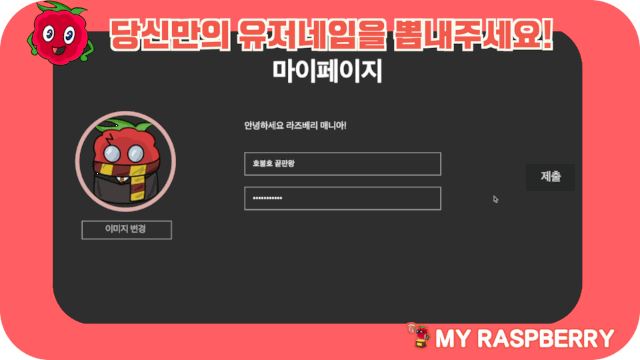 당신만의 유저네임을 뽐내주세요!
마이페이지
안녕하세요 라즈베리 매니아!
호불호 끝판왕
•••••••••••
이미지 변경
제출
MY RASPBERRY